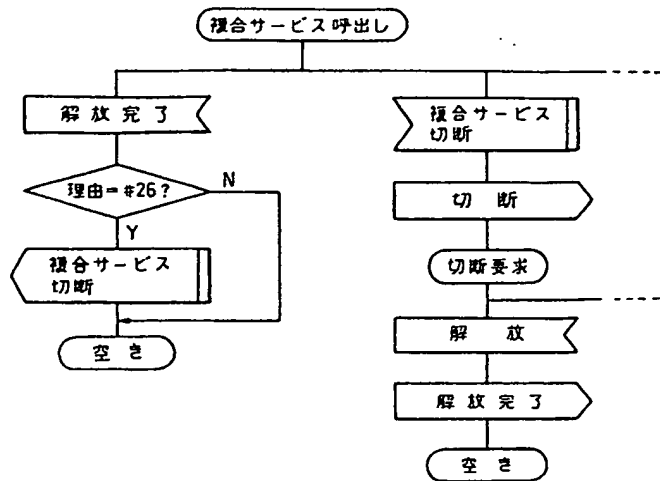 複合サービス呼出し
解放完了
理由=#26?
N
Y
複合サービス
切断
空き
複合サービス
切断
切断
切断要求
解放
解放完了
空き